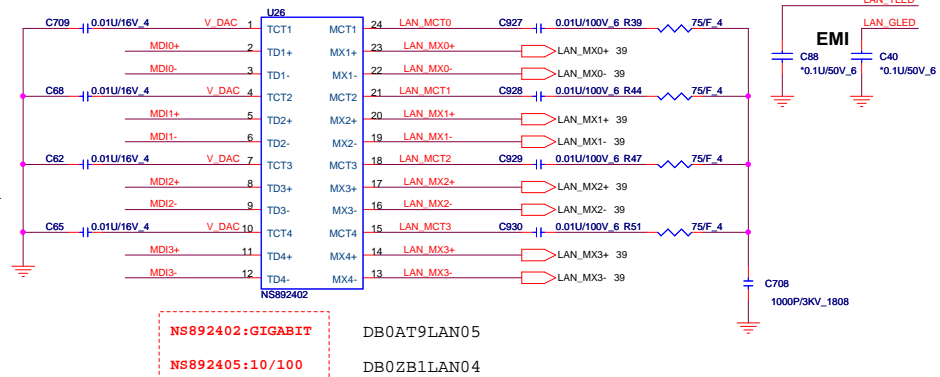 U26
LAN_GLED
EMI
C88
*0.1U/50V_6
C40
*0.1U/50V_6
C709 0.01U/16V_4 V_DAC 1 TCT1 MCT1 24 LAN_MCT0 C927 0.01U/100V_6 R39 75/F_4
MDI0+ 2 TD1+ MX1+ 23 LAN_MX0+ LAN_MX0+ 39
MDI0- 3 TD1- MX1- 22 LAN_MX0- LAN_MX0- 39
C68 0.01U/16V_4 V_DAC 4 TCT2 MCT2 21 LAN_MCT1 C928 0.01U/100V_6 R44 75/F_4
MDI1+ 5 TD2+ MX2+ 20 LAN_MX1+ LAN_MX1+ 39
MDI1- 6 TD2- MX2- 19 LAN_MX1- LAN_MX1- 39
C62 0.01U/16V_4 V_DAC 7 TCT3 MCT3 18 LAN_MCT2 C929 0.01U/100V_6 R47 75/F_4
MDI2+ 8 TD3+ MX3+ 17 LAN_MX2+ LAN_MX2+ 39
MDI2- 9 TD3- MX3- 16 LAN_MX2- LAN_MX2- 39
C65 0.01U/16V_4 V_DAC 10 TCT4 MCT4 15 LAN_MCT3 C930 0.01U/100V_6 R51 75/F_4
MDI3+ 11 TD4+ MX4+ 14 LAN_MX3+ LAN_MX3+ 39
MDI3- 12 TD4- MX4- 13 LAN_MX3- LAN_MX3- 39
NS892402
C708
1000P/3KV_1808
NS892402:GIGABIT DB0AT9LAN05
NS892405:10/100 DB0ZB1LAN04